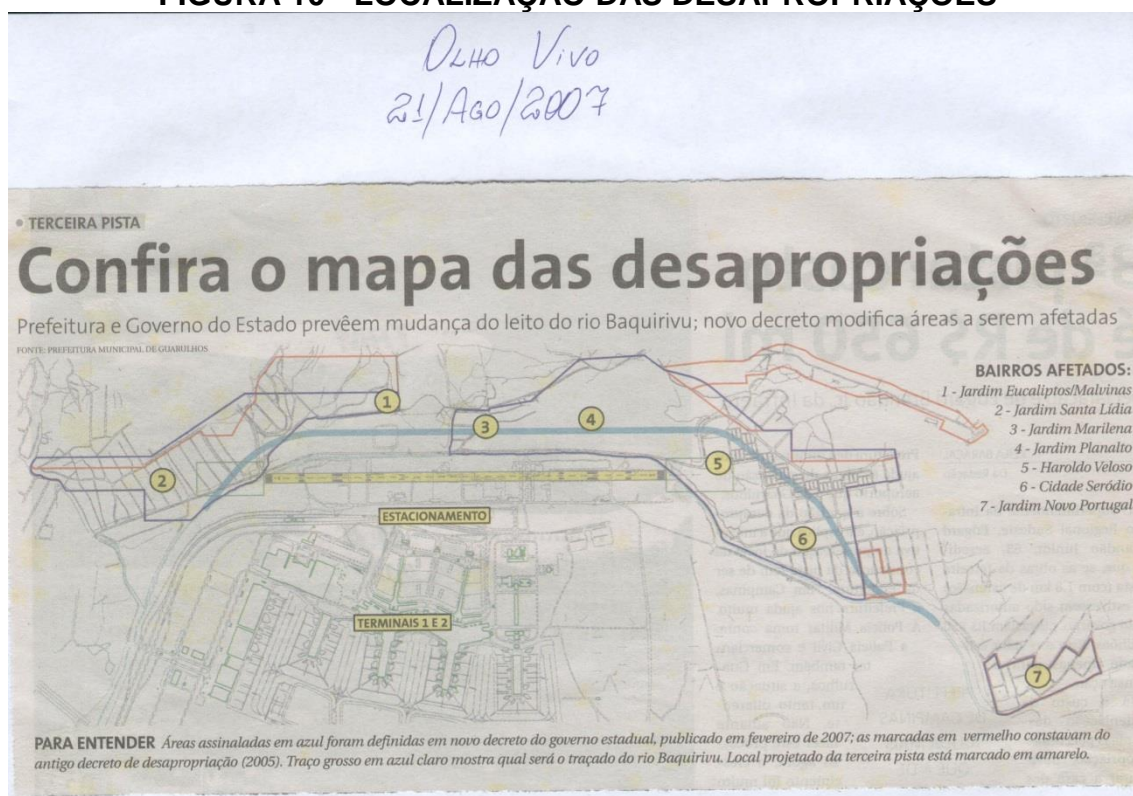 FIGURA 10 - LOCALIZAÇÃO DAS DESAPROPRIAÇÕES
OLHO VIVO
21/AGO/2007
• TERCEIRA PISTA
Confira o mapa das desapropriações
Prefeitura e Governo do Estado prevêem mudança do leito do rio Baquirivu; novo decreto modifica áreas a serem afetadas
FONTE: PREFEITURA MUNICIPAL DE GUARULHOS
BAIRROS AFETADOS:
1 - Jardim Eucaliptos/Malvinas
2 - Jardim Santa Lídia
3 - Jardim Marilena
4 - Jardim Planalto
5 - Haroldo Veloso
6 - Cidade Seródio
7 - Jardim Novo Portugal
1
3
4
5
2
ESTACIONAMENTO
6
TERMINAIS 1 E 2
7
PARA ENTENDER Áreas assinaladas em azul foram definidas em novo decreto do governo estadual, publicado em fevereiro de 2007; as marcadas em vermelho constavam do
antigo decreto de desapropriação (2005). Traço grosso em azul claro mostra qual será o traçado do rio Baquirivu. Local projetado da terceira pista está marcado em amarelo.